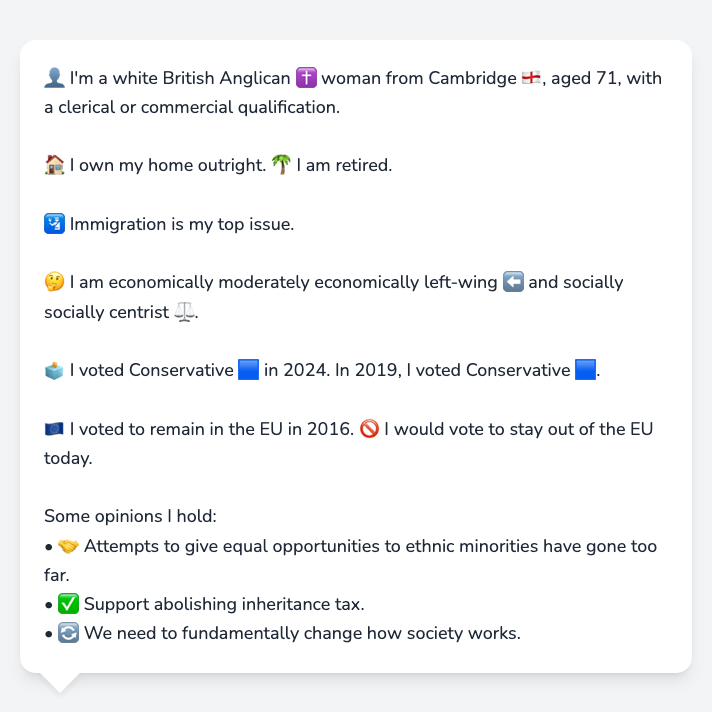 👤 I'm a white British Anglican ✝️ woman from Cambridge 🏴󠁧󠁢󠁥󠁮󠁧󠁿, aged 71, with
a clerical or commercial qualification.
🏠 I own my home outright. 🌴 I am retired.
🛂 Immigration is my top issue.
🤔 I am economically moderately economically left-wing ⬅️ and socially
socially centrist ⚖️.
🗳️ I voted Conservative 🟦 in 2024. In 2019, I voted Conservative 🟦.
🇪🇺 I voted to remain in the EU in 2016. 🚫 I would vote to stay out of the EU
today.
Some opinions I hold:
• 🤝 Attempts to give equal opportunities to ethnic minorities have gone too
far.
• ✅ Support abolishing inheritance tax.
• 🔄 We need to fundamentally change how society works.